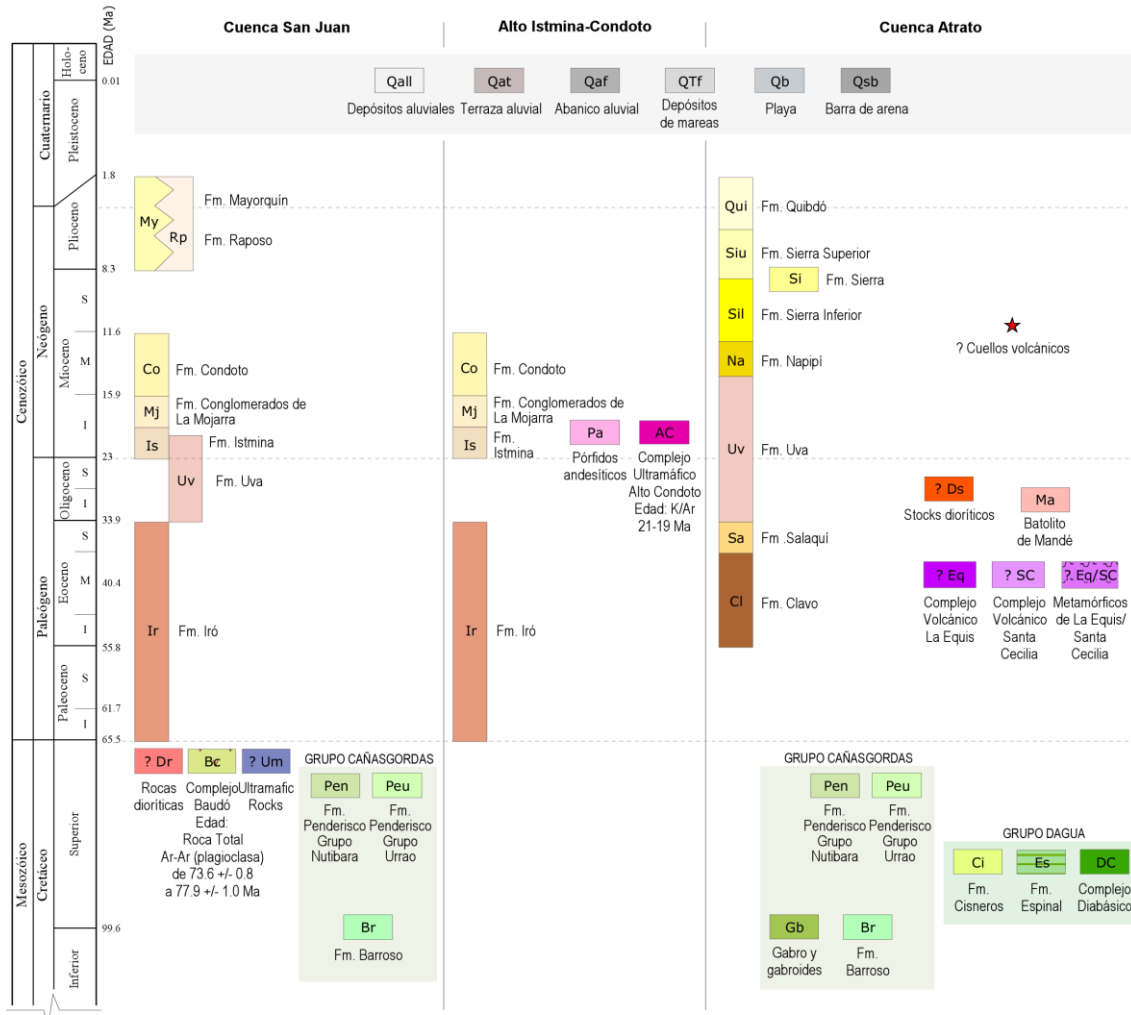 Cuenca San Juan
Alto Istmina-Condoto
Cuenca Atrato
EDAD (Ma)
Cenozóico
Mesozóico
Cuaternario
Neógeno
Paleógeno
Cretáceo
Holo-
ceno
Pleistoceno
Plioceno
Mioceno
Oligoceno
Eoceno
Paleoceno
Superior
Inferior
S
M
I
S
I
S
M
I
S
I
0.01
1.8
8.3
11.6
15.9
23
33.9
40.4
55.8
61.7
65.5
99.6
Qall
Depósitos aluviales
Qat
Terraza aluvial
Qaf
Abanico aluvial
QTf
Depósitos
de mareas
Qb
Playa
Qsb
Barra de arena
My
Rp
Fm. Mayorquín
Fm. Raposo
Co
Fm. Condoto
Mj
Fm. Conglomerados de
La Mojarra
Is
Fm. Istmina
Uv
Fm. Uva
Ir
Fm. Iró
? Dr
Rocas
dioríticas
Bc
Complejo
Baudó
Edad:
Roca Total
Ar-Ar (plagioclasa)
de 73.6 +/- 0.8
a 77.9 +/- 1.0 Ma
? Um
Ultramafic
Rocks
GRUPO CAÑASGORDAS
Pen
Fm.
Penderisco
Grupo
Nutibara
Peu
Fm.
Penderisco
Grupo
Urrao
Br
Fm. Barroso
Co
Fm. Condoto
Mj
Fm. Conglomerados de
La Mojarra
Is
Fm.
Istmina
Pa
Pórfidos
andesíticos
AC
Complejo
Ultramáfico
Alto Condoto
Edad: K/Ar
21-19 Ma
Ir
Fm. Iró
Qui
Fm. Quibdó
Siu
Fm. Sierra Superior
Si
Fm. Sierra
Sil
Fm. Sierra Inferior
Na
Fm. Napipí
Uv
Fm. Uva
Sa
Fm .Salaquí
Cl
Fm. Clavo
? Cuellos volcánicos
? Ds
Stocks dioríticos
Ma
Batolito
de Mandé
? Eq
Complejo
Volcánico
La Equis
? SC
Complejo
Volcánico
Santa
Cecilia
? Eq/SC
Metamórficos
de La Equis/
Santa
Cecilia
GRUPO CAÑASGORDAS
Pen
Fm.
Penderisco
Grupo
Nutibara
Peu
Fm.
Penderisco
Grupo
Urrao
Gb
Gabro y
gabroides
Br
Fm.
Barroso
GRUPO DAGUA
Ci
Fm.
Cisneros
Es
Fm.
Espinal
DC
Complejo
Diabásico